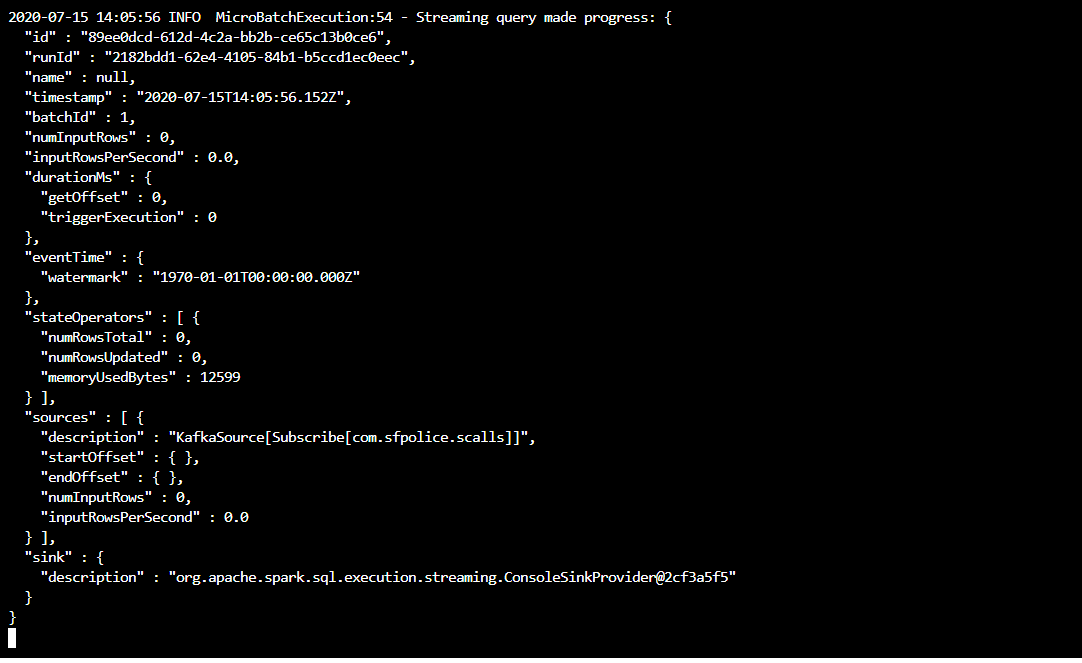 2020-07-15 14:05:56 INFO  MicroBatchExecution:54 - Streaming query made progress: {
  "id" : "89ee0dcd-612d-4c2a-bb2b-ce65c13b0ce6",
  "runId" : "2182bdd1-62e4-4105-84b1-b5ccd1ec0eec",
  "name" : null,
  "timestamp" : "2020-07-15T14:05:56.152Z",
  "batchId" : 1,
  "numInputRows" : 0,
  "inputRowsPerSecond" : 0.0,
  "durationMs" : {
    "getOffset" : 0,
    "triggerExecution" : 0
  },
  "eventTime" : {
    "watermark" : "1970-01-01T00:00:00.000Z"
  },
  "stateOperators" : [ {
    "numRowsTotal" : 0,
    "numRowsUpdated" : 0,
    "memoryUsedBytes" : 12599
  } ],
  "sources" : [ {
    "description" : "KafkaSource[Subscribe[com.sfpolice.scalls]]",
    "startOffset" : { },
    "endOffset" : { },
    "numInputRows" : 0,
    "inputRowsPerSecond" : 0.0
  } ],
  "sink" : {
    "description" : "org.apache.spark.sql.execution.streaming.ConsoleSinkProvider@2cf3a5f5"
  }
}